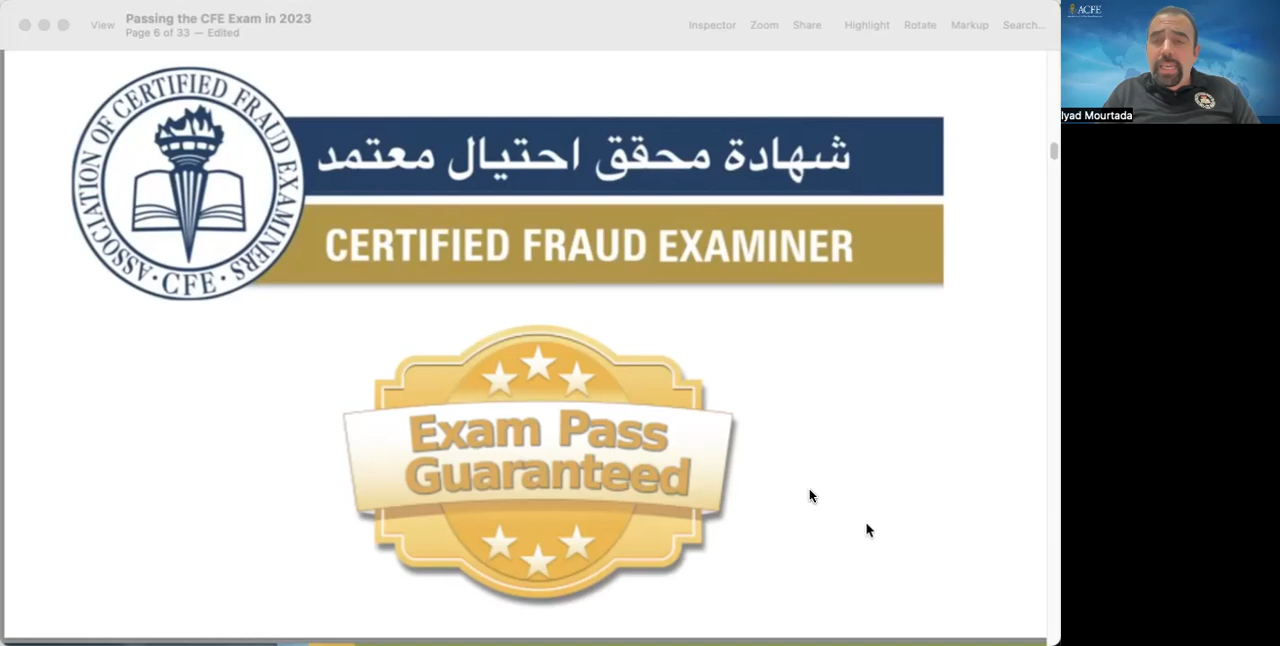 View
Passing the CFE Exam in 2023
Page 6 of 33 — Edited
Inspector
Zoom
Share
Highlight
Rotate
Markup
Search...
ASSOCIATION OF CERTIFIED FRAUD EXAMINERS
· CFE ·
شهادة محقق احتيال معتمد
CERTIFIED FRAUD EXAMINER
Exam Pass
Guaranteed
ACFE
Iyad Mourtada